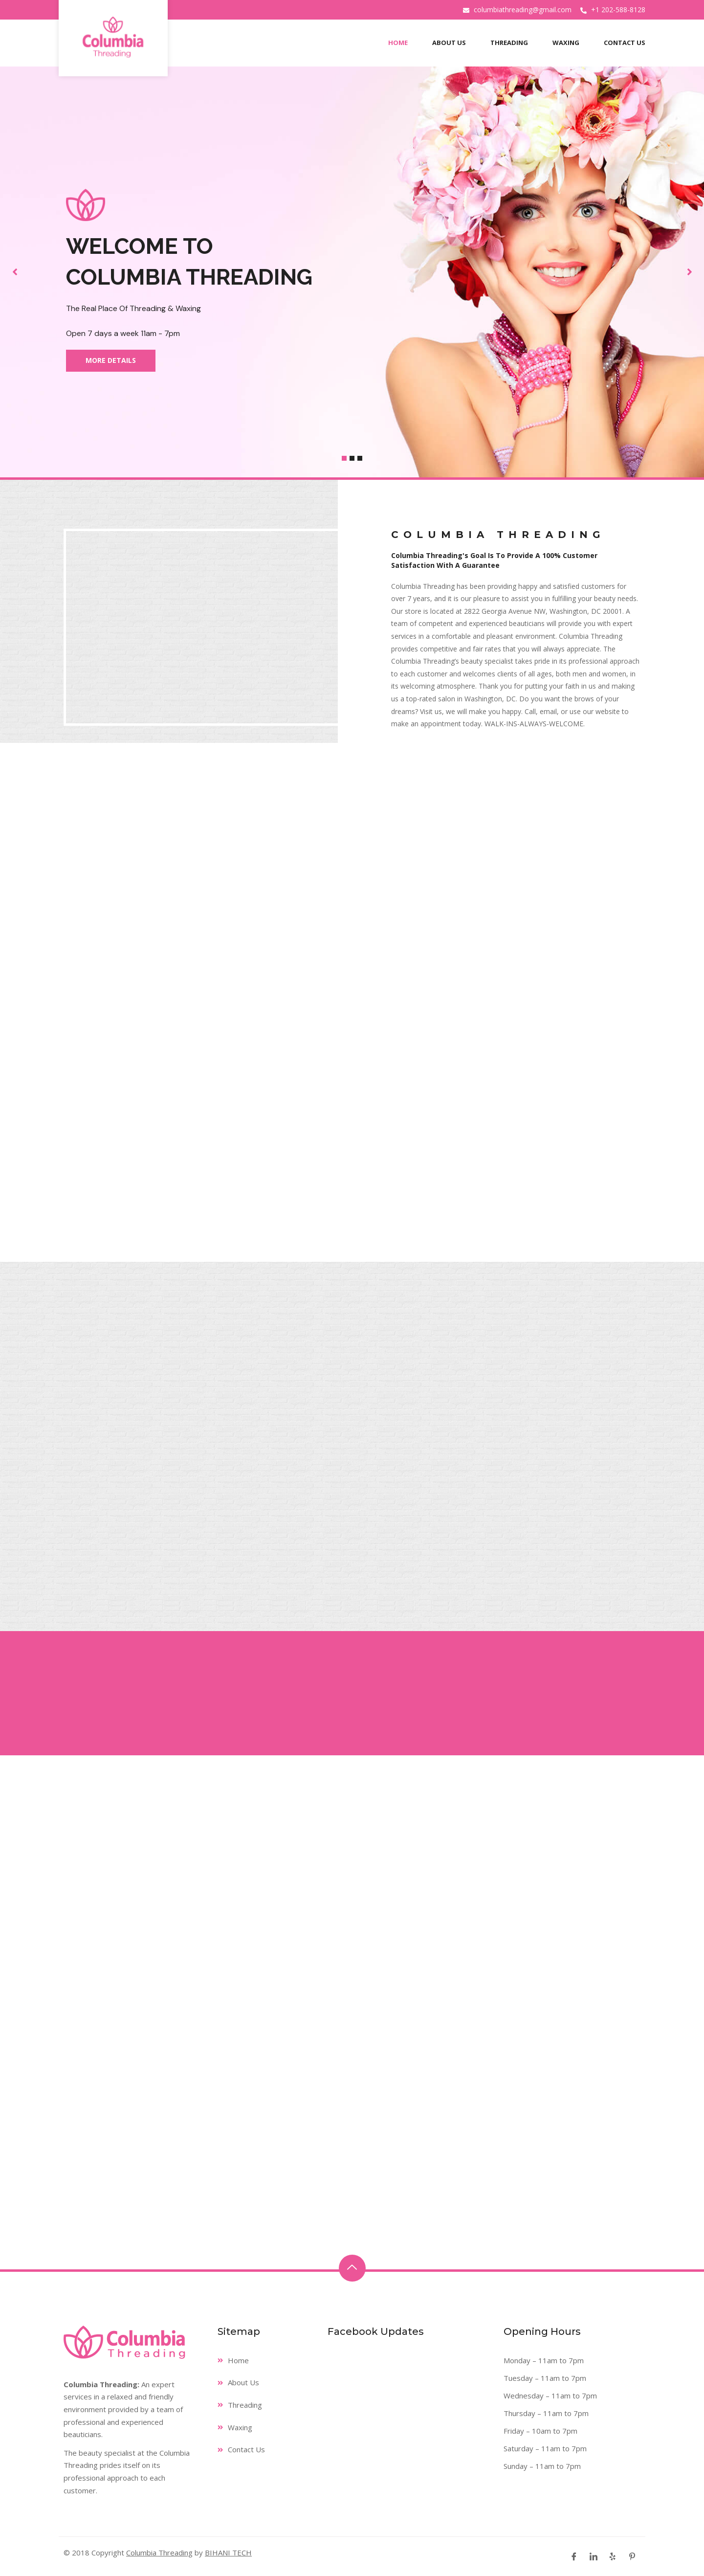 columbiathreading@gmail.com +1 202-588-8128
Columbia
Threading
HOME ABOUT US THREADING WAXING CONTACT US
WELCOME TO
COLUMBIA THREADING
The Real Place Of Threading & Waxing
Open 7 days a week 11am - 7pm
MORE DETAILS
COLUMBIA THREADING
Columbia Threading's Goal Is To Provide A 100% Customer
Satisfaction With A Guarantee
Columbia Threading has been providing happy and satisfied customers for
over 7 years, and it is our pleasure to assist you in fulfilling your beauty needs.
Our store is located at 2822 Georgia Avenue NW, Washington, DC 20001. A
team of competent and experienced beauticians will provide you with expert
services in a comfortable and pleasant environment. Columbia Threading
provides competitive and fair rates that you will always appreciate. The
Columbia Threading's beauty specialist takes pride in its professional approach
to each customer and welcomes clients of all ages, both men and women, in
its welcoming atmosphere. Thank you for putting your faith in us and making
us a top-rated salon in Washington, DC. Do you want the brows of your
dreams? Visit us, we will make you happy. Call, email, or use our website to
make an appointment today. WALK-INS-ALWAYS-WELCOME.
Columbia
Threading
Columbia Threading: An expert
services in a relaxed and friendly
environment provided by a team of
professional and experienced
beauticians.
The beauty specialist at the Columbia
Threading prides itself on its
professional approach to each
customer.
Sitemap
Home
About Us
Threading
Waxing
Contact Us
Facebook Updates
Opening Hours
Monday – 11am to 7pm
Tuesday – 11am to 7pm
Wednesday – 11am to 7pm
Thursday – 11am to 7pm
Friday – 10am to 7pm
Saturday – 11am to 7pm
Sunday – 11am to 7pm
© 2018 Copyright Columbia Threading by BIHANI TECH